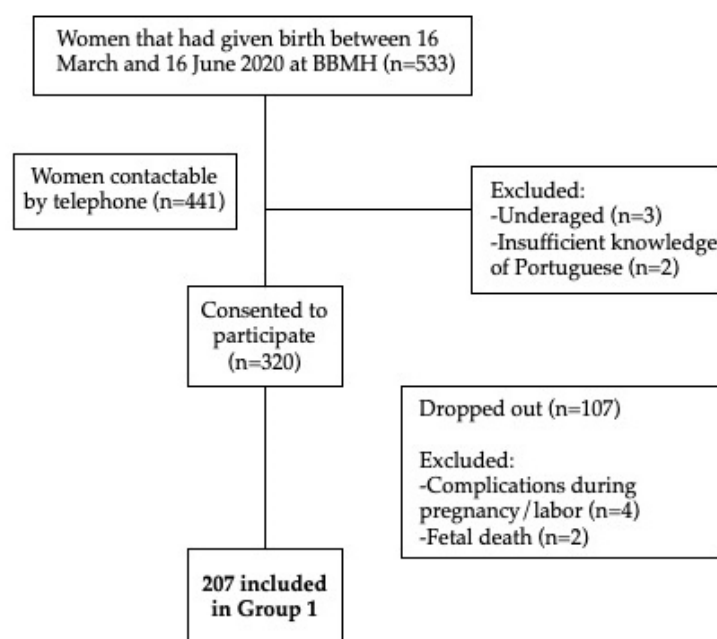 Women that had given birth between 16
March and 16 June 2020 at BBMH (n=533)
Women contactable
by telephone (n=441)
Excluded:
-Underaged (n=3)
-Insufficient knowledge
of Portuguese (n=2)
Consented to
participate
(n=320)
Dropped out (n=107)
Excluded:
-Complications during
pregnancy/labor (n=4)
-Fetal death (n=2)
207 included
in Group 1